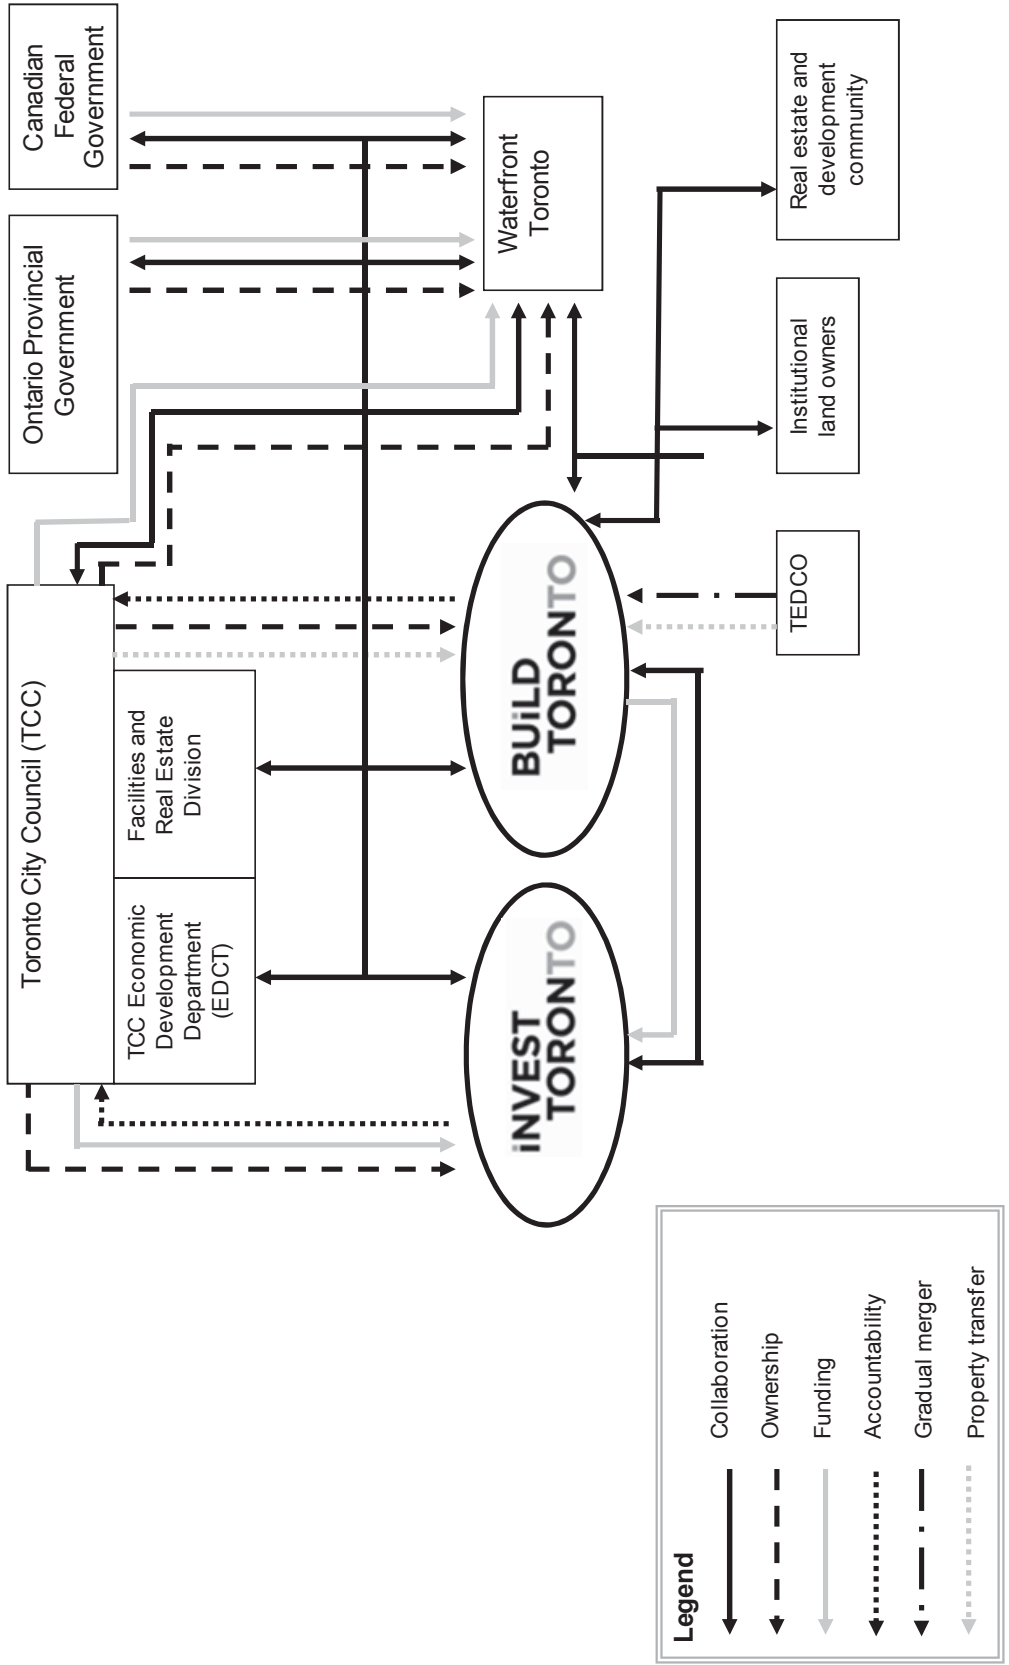 Toronto City Council (TCC)
TCC Economic
Development
Department
(EDCT)
Facilities and
Real Estate
Division
Ontario Provincial
Government
Canadian
Federal
Government
iNVEST
TORONTO
BUiLD
TORONTO
Waterfront
Toronto
TEDCO
Institutional
land owners
Real estate and
development
community
Legend
Collaboration
Ownership
Funding
Accountability
Gradual merger
Property transfer